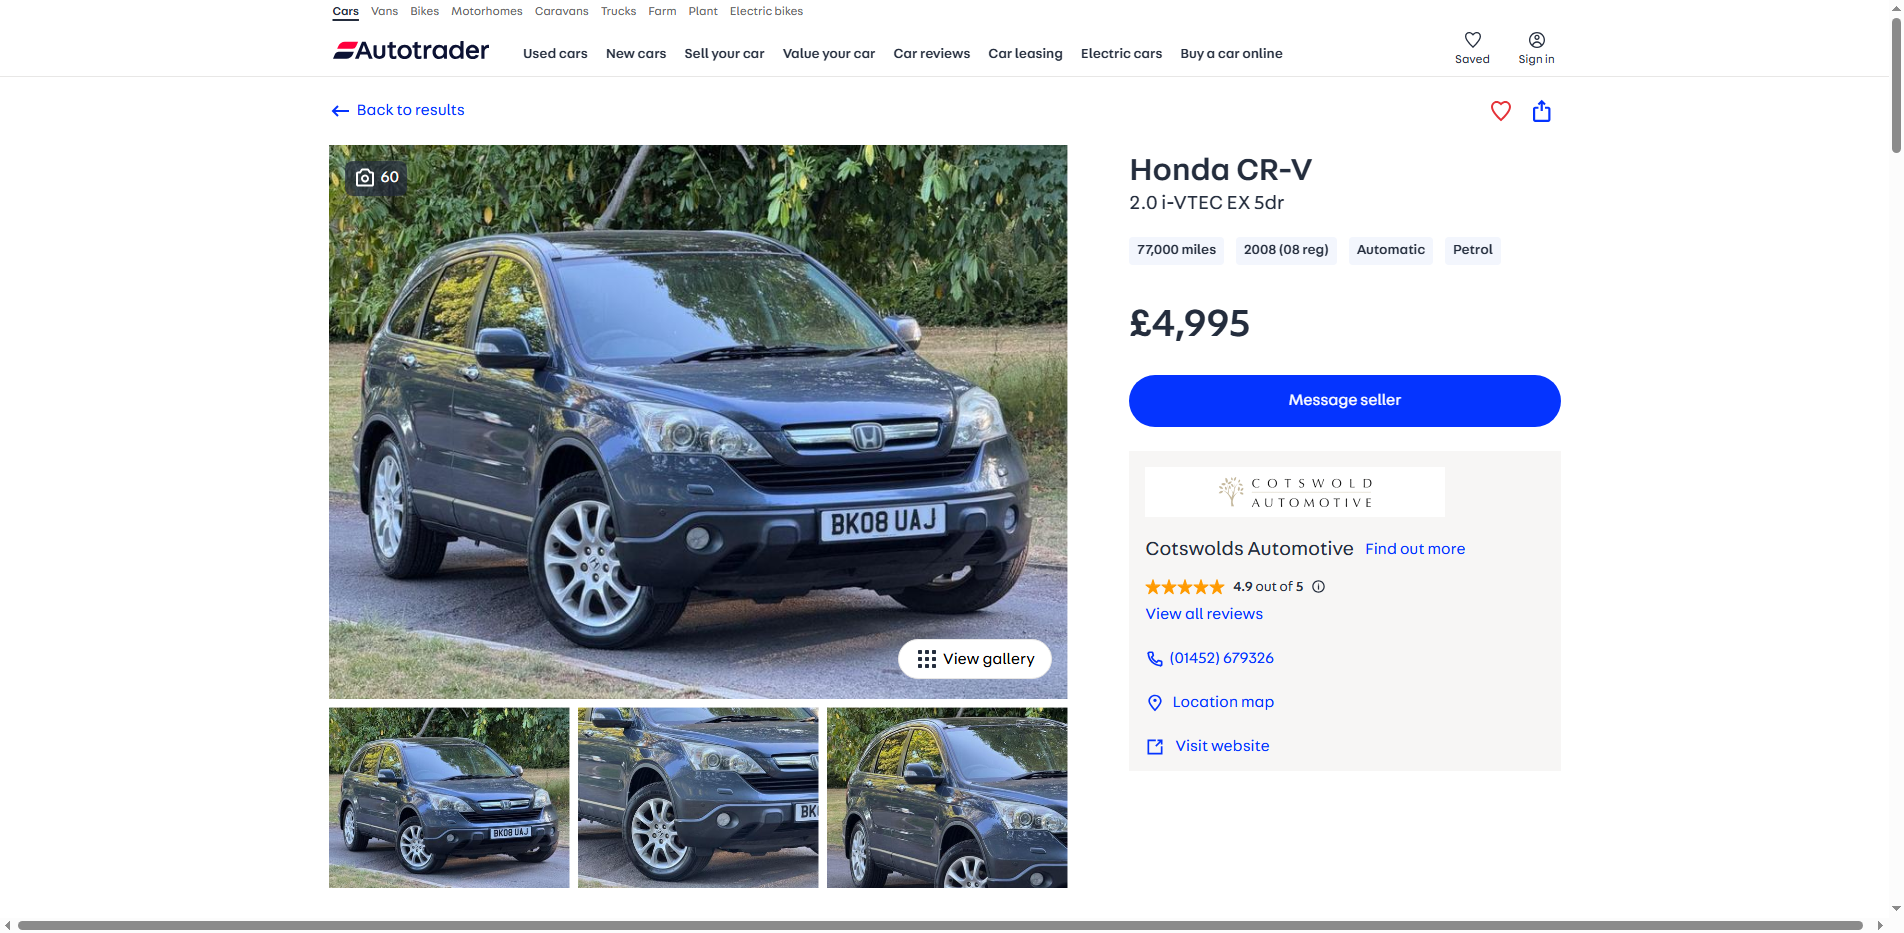 Cars Vans Bikes Motorhomes Caravans Trucks Farm Plant Electric bikes
Autotrader
Used cars New cars Sell your car Value your car Car reviews Car leasing Electric cars Buy a car online
Saved
Sign in
Back to results
60
BK08 UAJ
View gallery
BK08 UAJ
BK
Honda CR-V
2.0 i-VTEC EX 5dr
77,000 miles 2008 (08 reg) Automatic Petrol
£4,995
Message seller
COTSWOLD
AUTOMOTIVE
Cotswolds Automotive Find out more
4.9 out of 5
View all reviews
(01452) 679326
Location map
Visit website